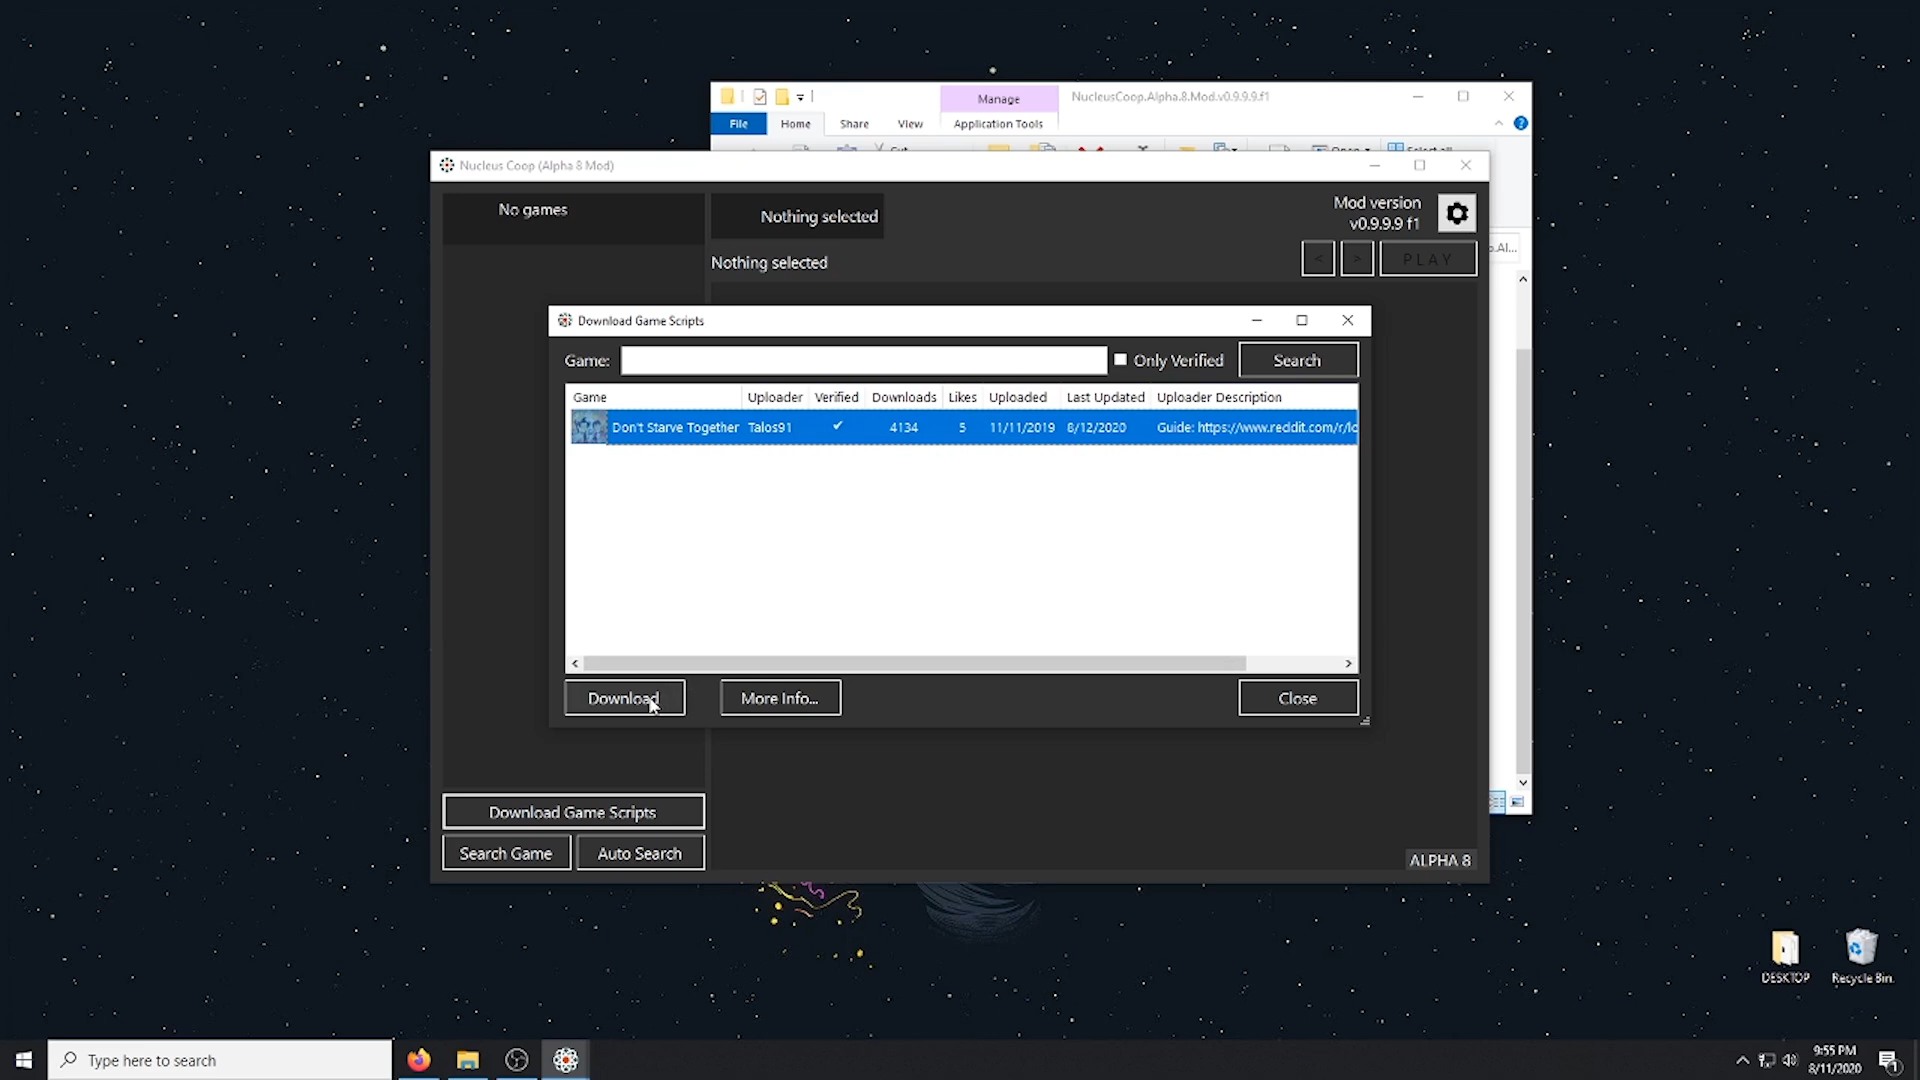 Manage
NucleusCoop.Alpha.8.Mod.v0.9.9.9.f1
File
Home
Share
View
Application Tools
Nucleus Coop (Alpha 8 Mod)
No games
Nothing selected
Mod version
v0.9.9.9 f1
Nothing selected
<
>
PLAY
Download Game Scripts
Game:
Only Verified
Search
Game
Uploader
Verified
Downloads
Likes
Uploaded
Last Updated
Uploader Description
Don't Starve Together
Talos91
4134
5
11/11/2019
8/12/2020
Guide: https://www.reddit.com/r/lo
Download
More Info...
Close
Download Game Scripts
Search Game
Auto Search
ALPHA 8
DESKTOP
Recycle Bin
Type here to search
9:55 PM
8/11/2020
1